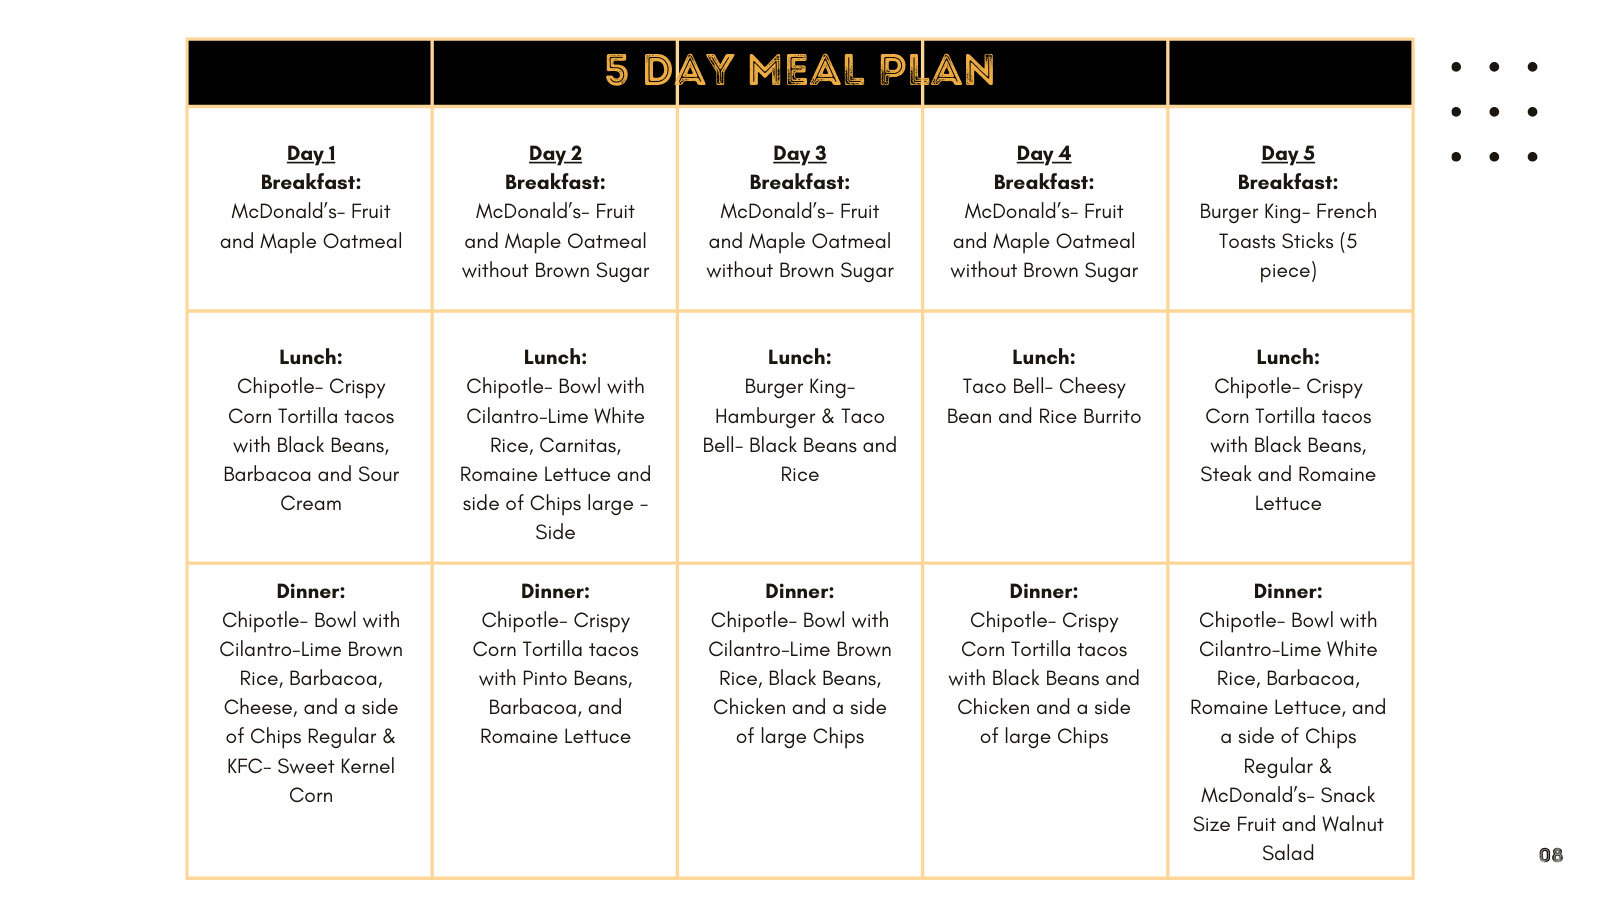 5 DAY MEAL PLAN
Day 1
Breakfast:
McDonald's- Fruit
and Maple Oatmeal
Day 2
Breakfast:
McDonald's- Fruit
and Maple Oatmeal
without Brown Sugar
Day 3
Breakfast:
McDonald's- Fruit
and Maple Oatmeal
without Brown Sugar
Day 4
Breakfast:
McDonald's- Fruit
and Maple Oatmeal
without Brown Sugar
Day 5
Breakfast:
Burger King- French
Toasts Sticks (5
piece)
Lunch:
Chipotle- Crispy
Corn Tortilla tacos
with Black Beans,
Barbacoa and Sour
Cream
Lunch:
Chipotle- Bowl with
Cilantro-Lime White
Rice, Carnitas,
Romaine Lettuce and
side of Chips large -
Side
Lunch:
Burger King-
Hamburger & Taco
Bell- Black Beans and
Rice
Lunch:
Taco Bell- Cheesy
Bean and Rice Burrito
Lunch:
Chipotle- Crispy
Corn Tortilla tacos
with Black Beans,
Steak and Romaine
Lettuce
Dinner:
Chipotle- Bowl with
Cilantro-Lime Brown
Rice, Barbacoa,
Cheese, and a side
of Chips Regular &
KFC- Sweet Kernel
Corn
Dinner:
Chipotle- Crispy
Corn Tortilla tacos
with Pinto Beans,
Barbacoa, and
Romaine Lettuce
Dinner:
Chipotle- Bowl with
Cilantro-Lime Brown
Rice, Black Beans,
Chicken and a side
of large Chips
Dinner:
Chipotle- Crispy
Corn Tortilla tacos
with Black Beans and
Chicken and a side
of large Chips
Dinner:
Chipotle- Bowl with
Cilantro-Lime White
Rice, Barbacoa,
Romaine Lettuce, and
a side of Chips
Regular &
McDonald's- Snack
Size Fruit and Walnut
Salad
08